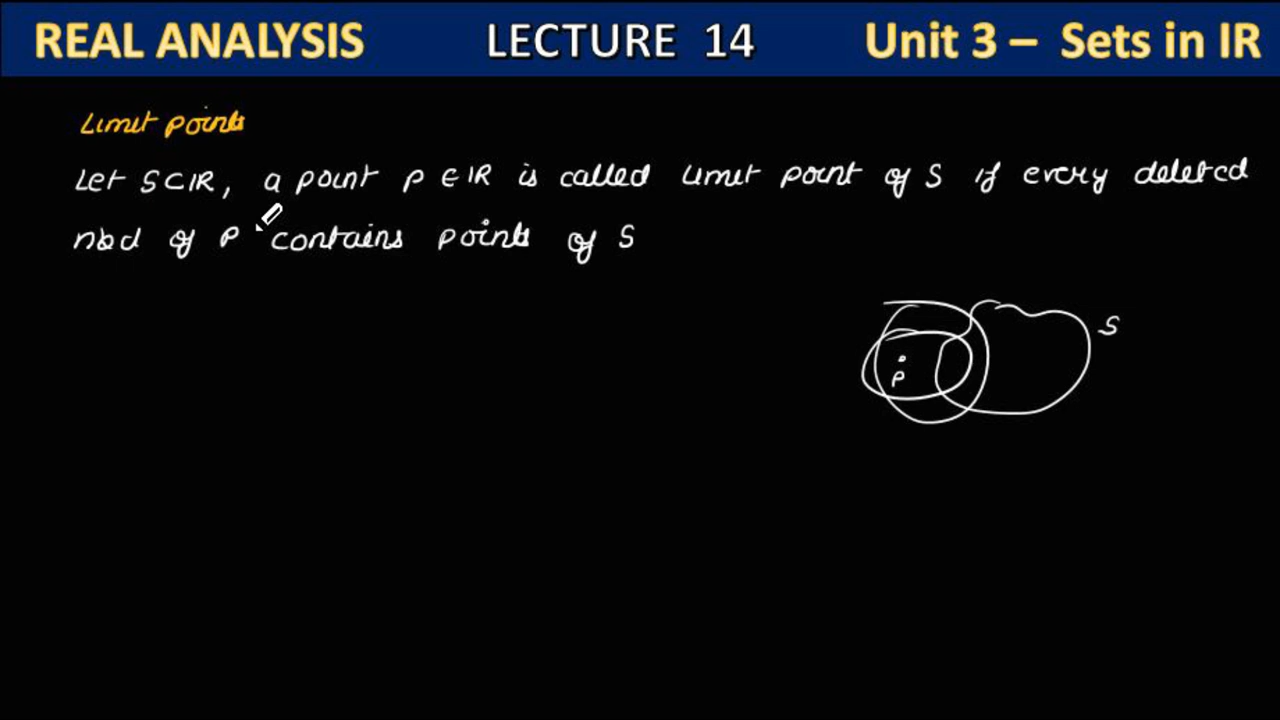 REAL ANALYSIS LECTURE 14 Unit 3 – Sets in IR
Limit points
Let S⊂IR, a point p ∈ IR is called limit point of S if every deleted
nbd of p contains points of S
S
p